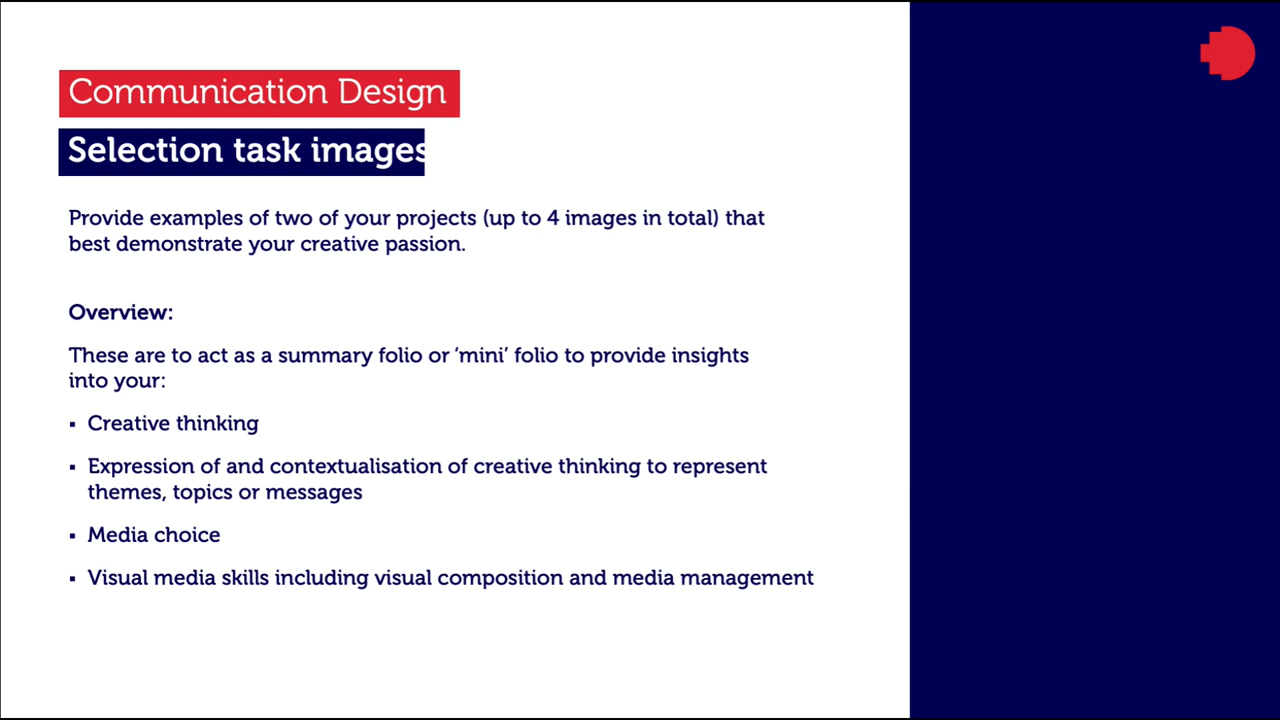 Communication Design
Selection task images
Provide examples of two of your projects (up to 4 images in total) that
best demonstrate your creative passion.
Overview:
These are to act as a summary folio or ‘mini’ folio to provide insights
into your:
▪ Creative thinking
▪ Expression of and contextualisation of creative thinking to represent
themes, topics or messages
▪ Media choice
▪ Visual media skills including visual composition and media management